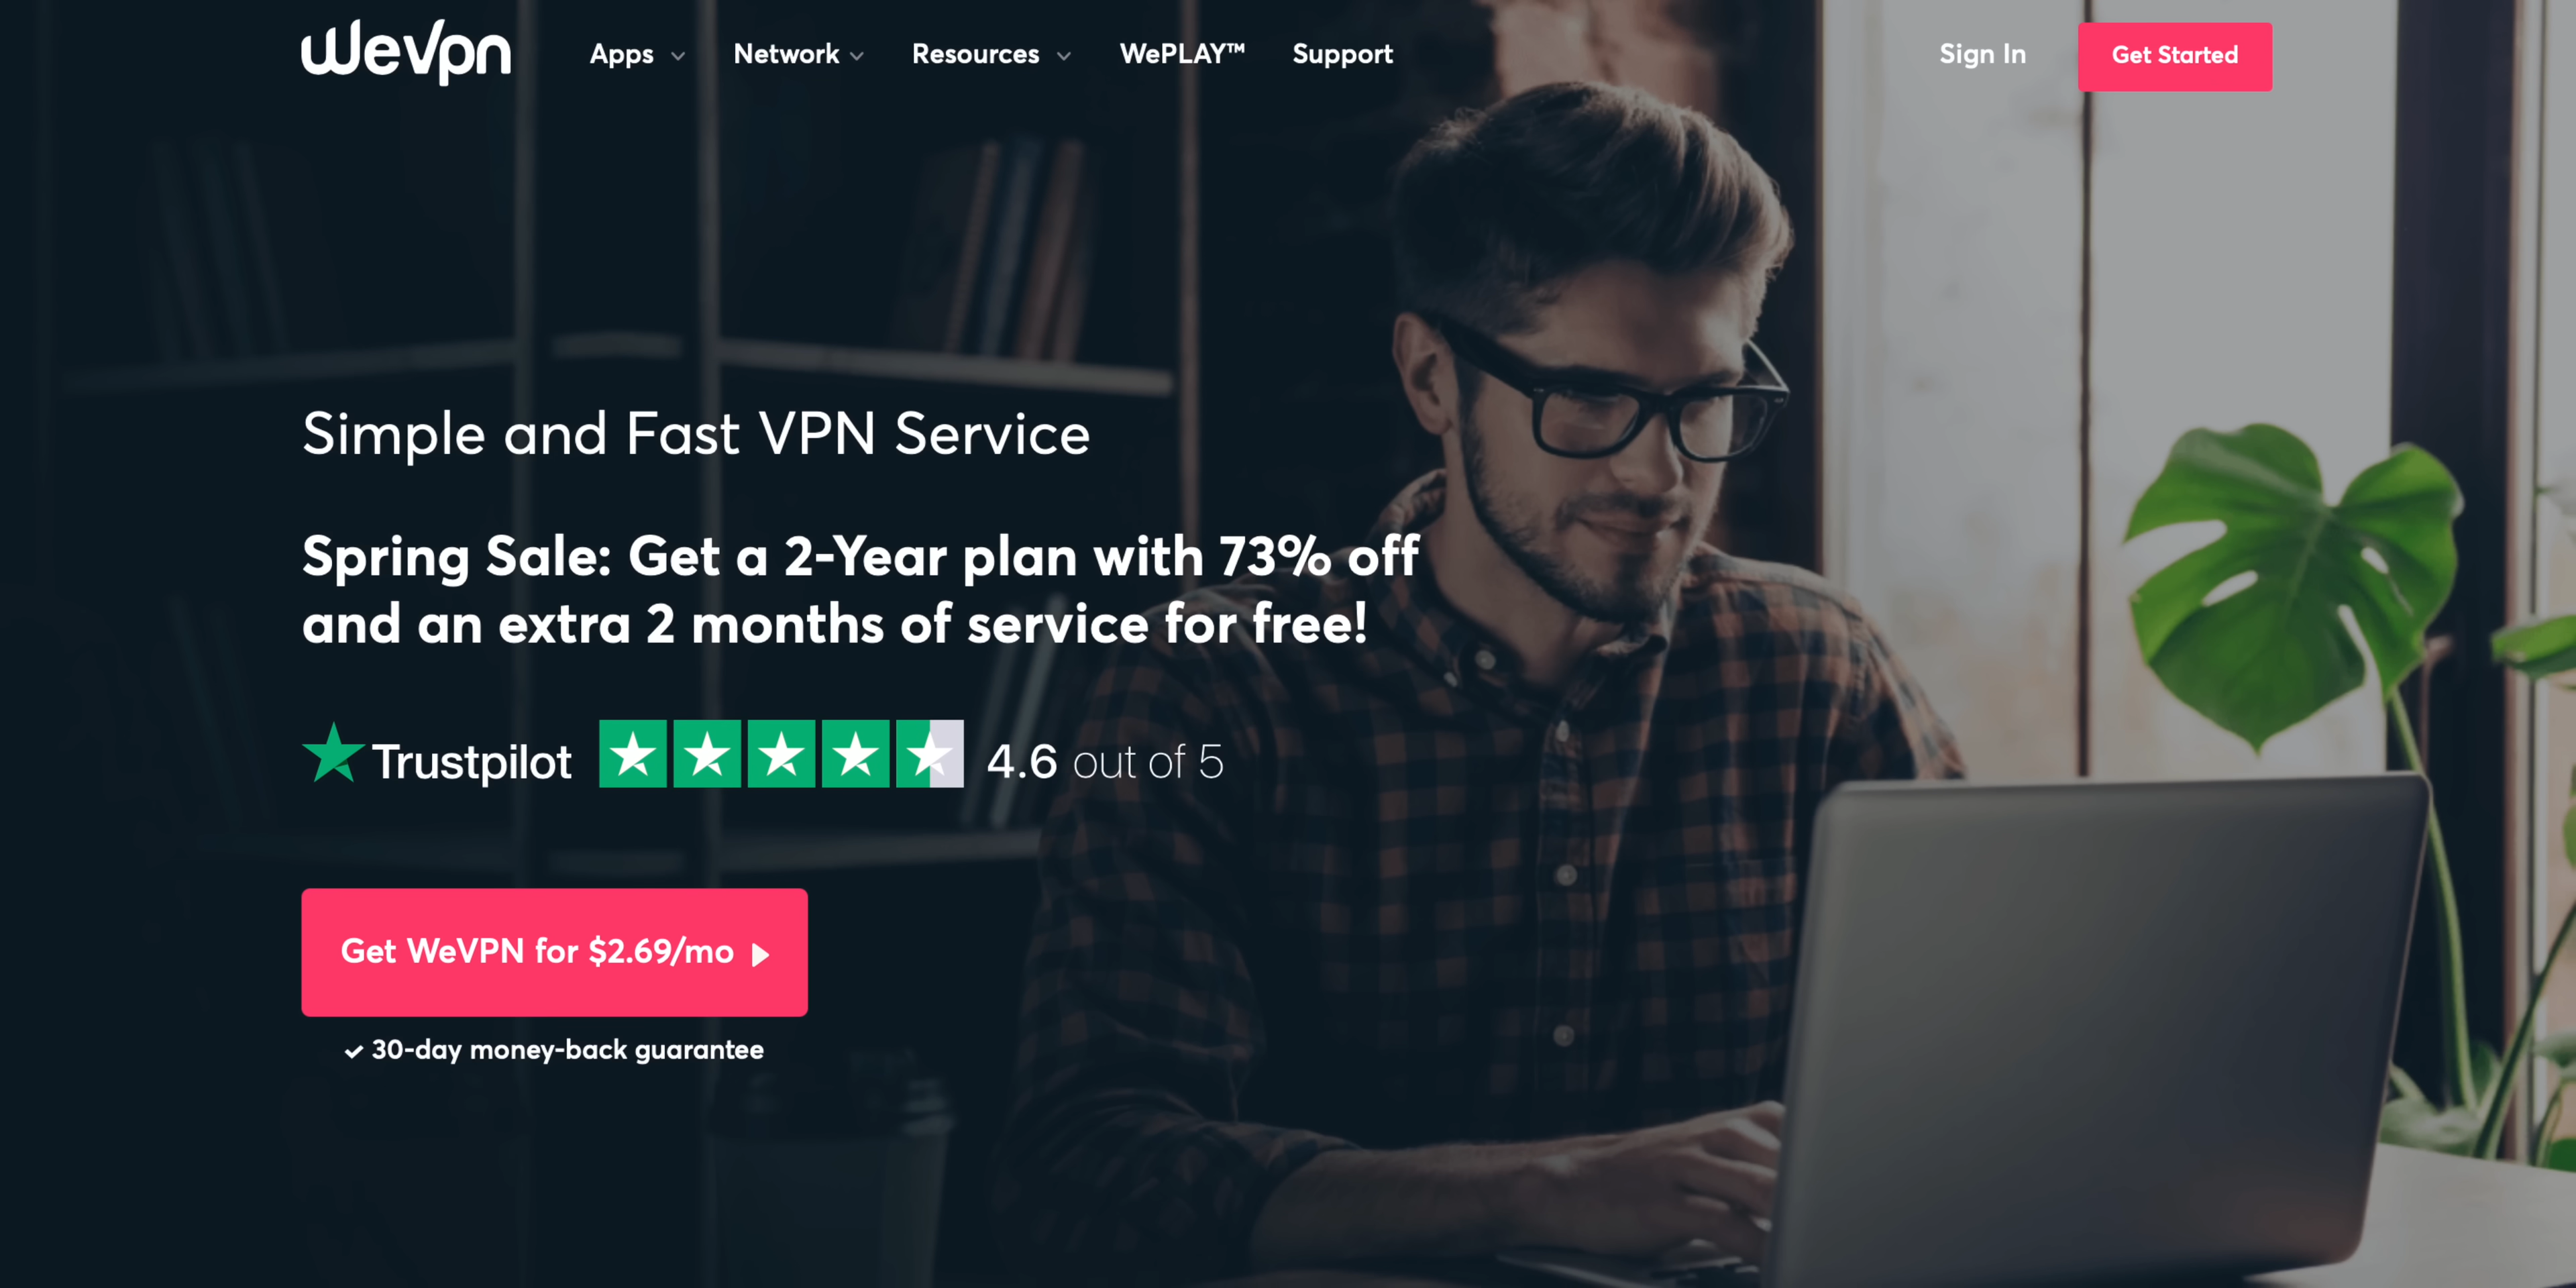 WeVpn
Apps
Network
Resources
WePLAY™
Support
Sign In
Get Started
Simple and Fast VPN Service
Spring Sale: Get a 2-Year plan with 73% off
and an extra 2 months of service for free!
Trustpilot
4.6 out of 5
Get WeVPN for $2.69/mo
30-day money-back guarantee